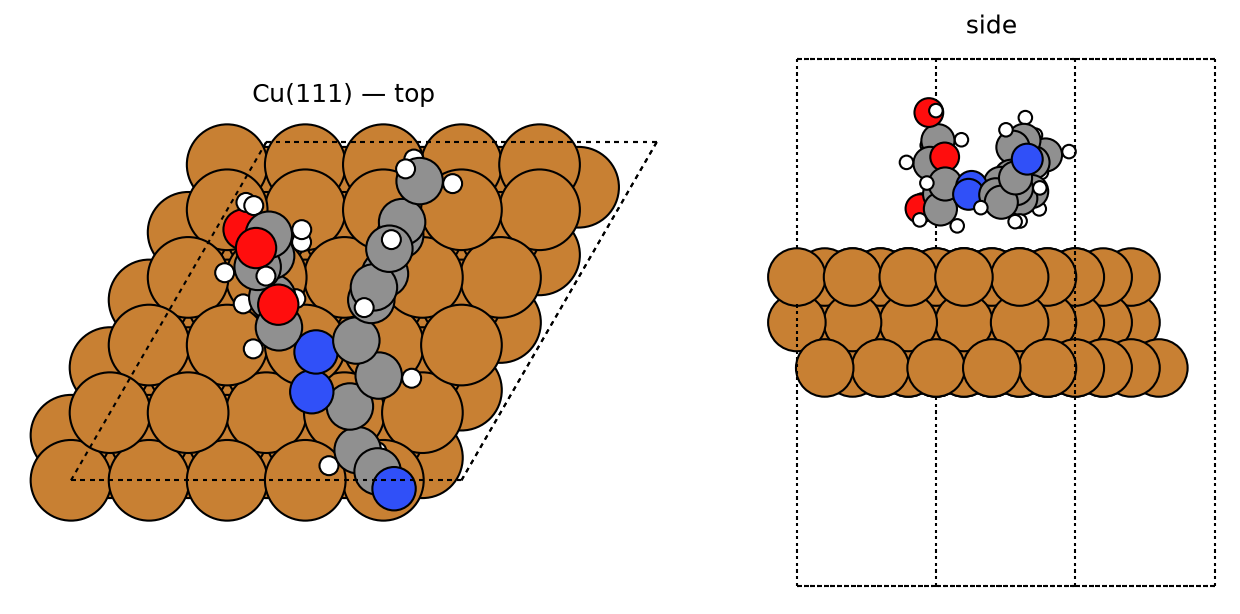 side
Cu(111) — top